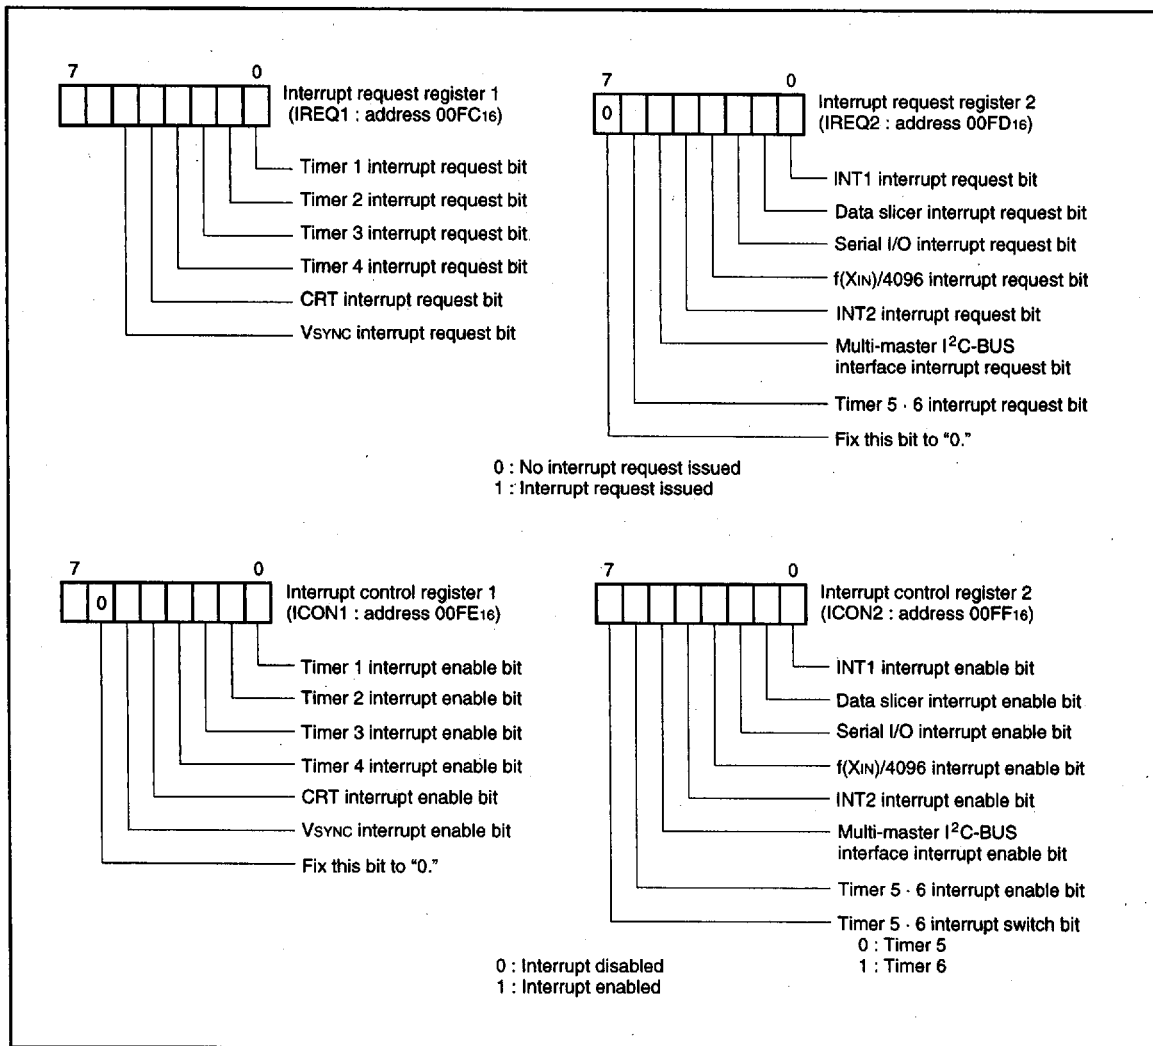 7 0
Interrupt request register 1
(IREQ1 : address 00FC16)
Timer 1 interrupt request bit
Timer 2 interrupt request bit
Timer 3 interrupt request bit
Timer 4 interrupt request bit
CRT interrupt request bit
VSYNC interrupt request bit
7 0
0
Interrupt request register 2
(IREQ2 : address 00FD16)
INT1 interrupt request bit
Data slicer interrupt request bit
Serial I/O interrupt request bit
f(XIN)/4096 interrupt request bit
INT2 interrupt request bit
Multi-master I²C-BUS
interface interrupt request bit
Timer 5 · 6 interrupt request bit
Fix this bit to “0.”
0 : No interrupt request issued
1 : Interrupt request issued
7 0
0
Interrupt control register 1
(ICON1 : address 00FE16)
Timer 1 interrupt enable bit
Timer 2 interrupt enable bit
Timer 3 interrupt enable bit
Timer 4 interrupt enable bit
CRT interrupt enable bit
VSYNC interrupt enable bit
Fix this bit to “0.”
7 0
Interrupt control register 2
(ICON2 : address 00FF16)
INT1 interrupt enable bit
Data slicer interrupt enable bit
Serial I/O interrupt enable bit
f(XIN)/4096 interrupt enable bit
INT2 interrupt enable bit
Multi-master I²C-BUS
interface interrupt enable bit
Timer 5 · 6 interrupt enable bit
Timer 5 · 6 interrupt switch bit
0 : Timer 5
1 : Timer 6
0 : Interrupt disabled
1 : Interrupt enabled